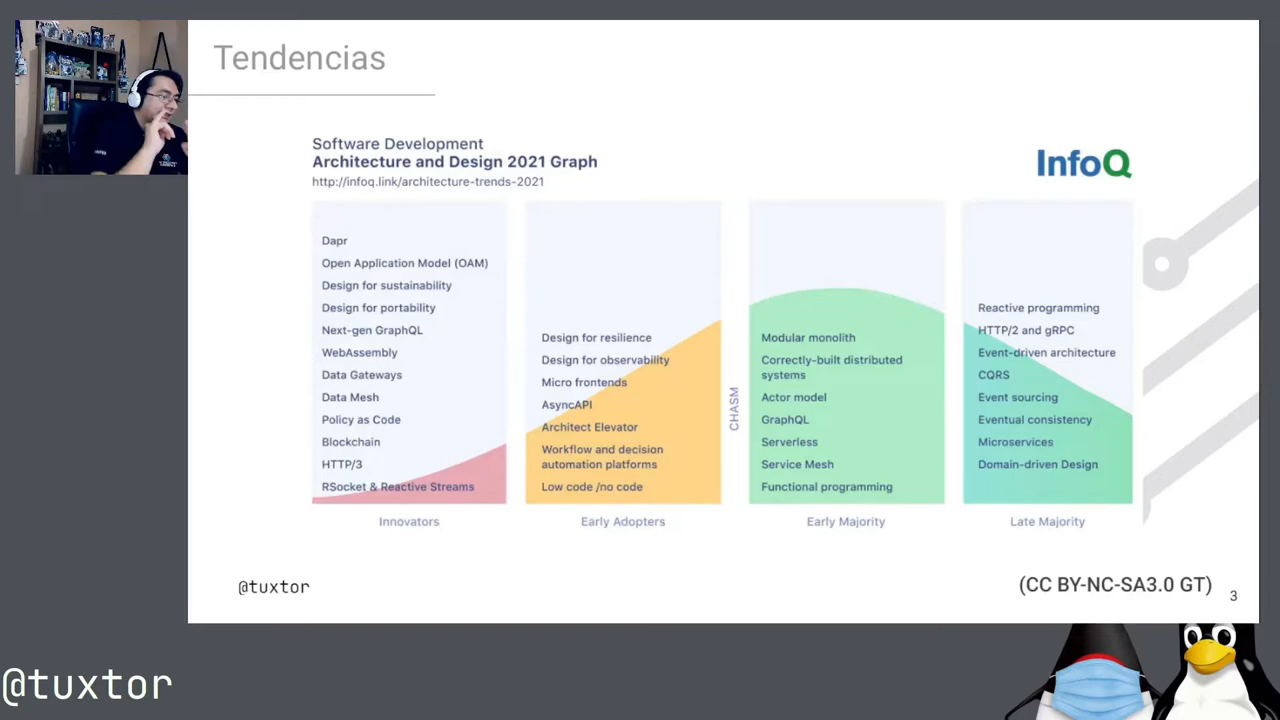 Tendencias
Software Development
Architecture and Design 2021 Graph
http://infoq.link/architecture-trends-2021
InfoQ
Dapr
Open Application Model (OAM)
Design for sustainability
Design for portability
Next-gen GraphQL
WebAssembly
Data Gateways
Data Mesh
Policy as Code
Blockchain
HTTP/3
RSocket & Reactive Streams
Innovators
Design for resilience
Design for observability
Micro frontends
AsyncAPI
Architect Elevator
Workflow and decision
automation platforms
Low code /no code
Early Adopters
CHASM
Modular monolith
Correctly-built distributed
systems
Actor model
GraphQL
Serverless
Service Mesh
Functional programming
Early Majority
Reactive programming
HTTP/2 and gRPC
Event-driven architecture
CQRS
Event sourcing
Eventual consistency
Microservices
Domain-driven Design
Late Majority
@tuxtor
(CC BY-NC-SA3.0 GT)
3
@tuxtor